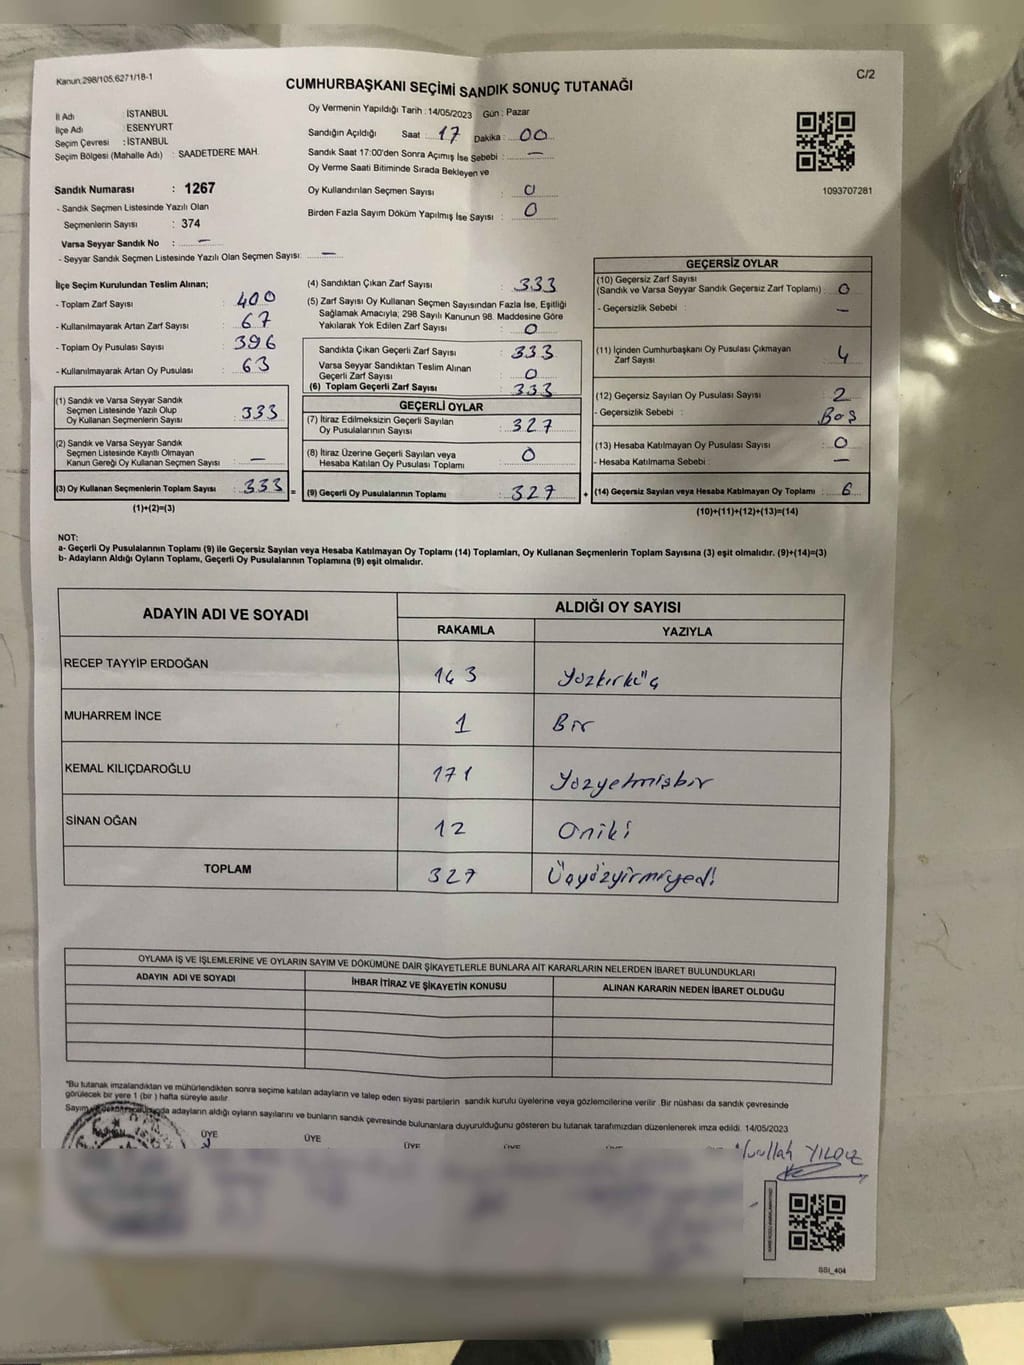 Kanun:298/105,6271/18-1
C/2
CUMHURBAŞKANI SEÇİMİ SANDIK SONUÇ TUTANAĞI
İl Adı : İSTANBUL
İlçe Adı : ESENYURT
Seçim Çevresi : İSTANBUL
Seçim Bölgesi (Mahalle Adı) : SAADETDERE MAH.
Sandık Numarası : 1267
- Sandık Seçmen Listesinde Yazılı Olan
Seçmenlerin Sayısı : 374
Varsa Seyyar Sandık No : —
- Seyyar Sandık Seçmen Listesinde Yazılı Olan Seçmen Sayısı: —
Oy Vermenin Yapıldığı Tarih : 14/05/2023 Gün : Pazar
Sandığın Açıldığı Saat : 17 Dakika : 00
Sandık Saat 17:00'den Sonra Açımış İse Sebebi : —
Oy Verme Saati Bitiminde Sırada Bekleyen ve
Oy Kullandırılan Seçmen Sayısı : 0
Birden Fazla Sayım Döküm Yapılmış İse Sayısı : 0
1093707281
İlçe Seçim Kurulundan Teslim Alınan;
- Toplam Zarf Sayısı : 400
- Kullanılmayarak Artan Zarf Sayısı : 67
- Toplam Oy Pusulası Sayısı : 396
- Kullanılmayarak Artan Oy Pusulası : 63
(1) Sandık ve Varsa Seyyar Sandık
Seçmen Listesinde Yazılı Olup
Oy Kullanan Seçmenlerin Sayısı : 333
(2) Sandık ve Varsa Seyyar Sandık
Seçmen Listesinde Kayıtlı Olmayan
Kanun Gereği Oy Kullanan Seçmen Sayısı : —
(3) Oy Kullanan Seçmenlerin Toplam Sayısı : 333 =
(1)+(2)=(3)
(4) Sandıktan Çıkan Zarf Sayısı : 333
(5) Zarf Sayısı Oy Kullanan Seçmen Sayısından Fazla İse, Eşitliği
Sağlamak Amacıyla; 298 Sayılı Kanunun 98. Maddesine Göre
Yakılarak Yok Edilen Zarf Sayısı : 0
Sandıkta Çıkan Geçerli Zarf Sayısı : 333
Varsa Seyyar Sandıktan Teslim Alınan
Geçerli Zarf Sayısı : 0
(6) Toplam Geçerli Zarf Sayısı : 333
GEÇERLİ OYLAR
(7) İtiraz Edilmeksizin Geçerli Sayılan
Oy Pusulalarının Sayısı : 327
(8) İtiraz Üzerine Geçerli Sayılan veya
Hesaba Katılan Oy Pusulası Toplamı : 0
(9) Geçerli Oy Pusulalarının Toplamı : 327 +
GEÇERSİZ OYLAR
(10) Geçersiz Zarf Sayısı
(Sandık ve Varsa Seyyar Sandık Geçersiz Zarf Toplamı) : 0
- Geçersizlik Sebebi : —
(11) İçinden Cumhurbaşkanı Oy Pusulası Çıkmayan
Zarf Sayısı : 4
(12) Geçersiz Sayılan Oy Pusulası Sayısı : 2
- Geçersizlik Sebebi : Boş
(13) Hesaba Katılmayan Oy Pusulası Sayısı : 0
- Hesaba Katılmama Sebebi : —
(14) Geçersiz Sayılan veya Hesaba Katılmayan Oy Toplamı : 6
(10)+(11)+(12)+(13)=(14)
NOT:
a- Geçerli Oy Pusulalarının Toplamı (9) ile Geçersiz Sayılan veya Hesaba Katılmayan Oy Toplamı (14) Toplamları, Oy Kullanan Seçmenlerin Toplam Sayısına (3) eşit olmalıdır. (9)+(14)=(3)
b- Adayların Aldığı Oyların Toplamı, Geçerli Oy Pusulalarının Toplamına (9) eşit olmalıdır.
ADAYIN ADI VE SOYADI
ALDIĞI OY SAYISI
RAKAMLA YAZIYLA
RECEP TAYYİP ERDOĞAN 143 Yüzkırküç
MUHARREM İNCE 1 Bir
KEMAL KILIÇDAROĞLU 171 Yüzyetmişbir
SİNAN OĞAN 12 Oniki
TOPLAM 327 Üçyüzyirmiyedi
OYLAMA İŞ VE İŞLEMLERİNE VE OYLARIN SAYIM VE DÖKÜMÜNE DAİR ŞİKAYETLERLE BUNLARA AİT KARARLARIN NELERDEN İBARET BULUNDUKLARI
ADAYIN ADI VE SOYADI İHBAR İTİRAZ VE ŞİKAYETİN KONUSU ALINAN KARARIN NEDEN İBARET OLDUĞU
"Bu tutanak imzalandıktan ve mühürlendikten sonra seçime katılan adayların ve talep eden siyasi partilerin sandık kurulu üyelerine veya gözlemcilerine verilir .Bir nüshası da sandık çevresinde
görülecek bir yere 1 (bir ) hafta süreyle asılır.
Sayım adayların aldığı oyların sayılarını ve bunların sandık çevresinde bulunanlara duyurulduğunu gösteren bu tutanak tarafımızdan düzenlenerek imza edildi. 14/05/2023
ÜYE ÜYE ÜYE
YILDIZ
SSI_404